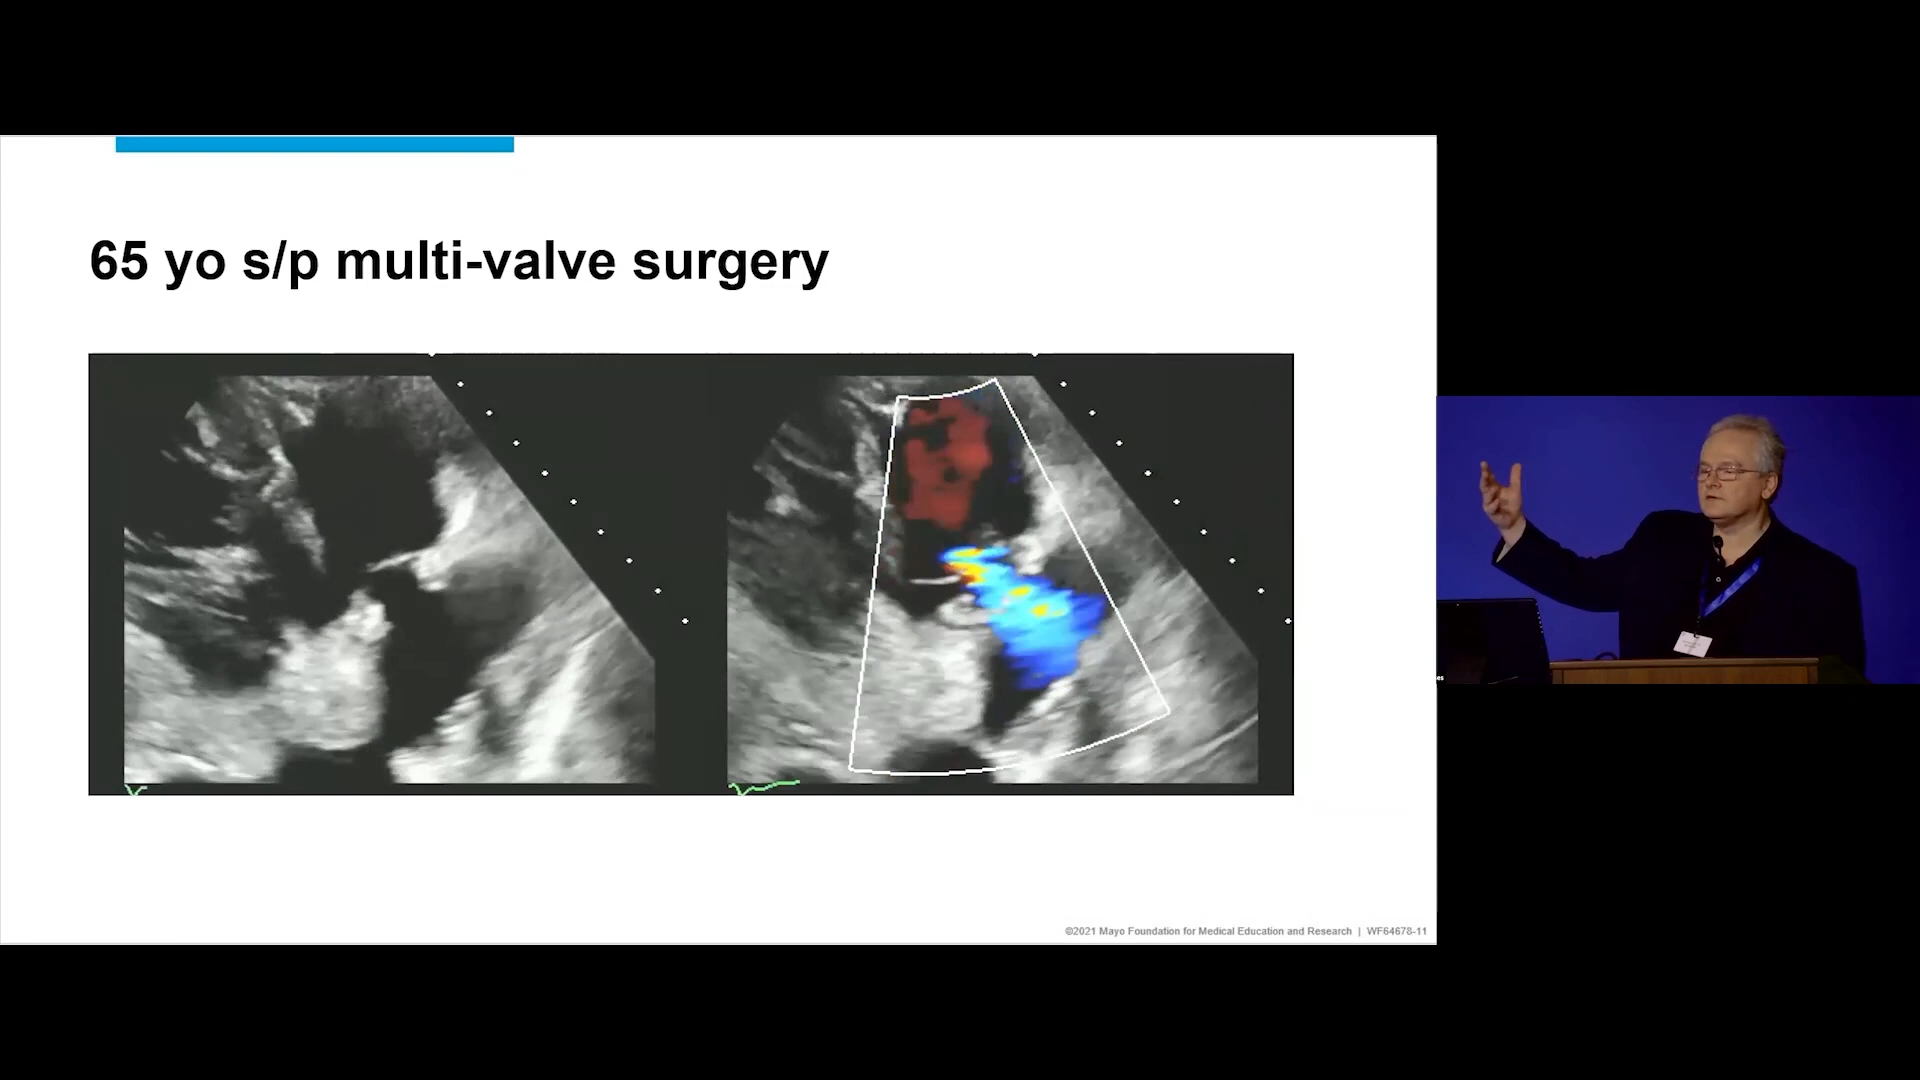 65 yo s/p multi-valve surgery
©2021 Mayo Foundation for Medical Education and Research | WF64678-11